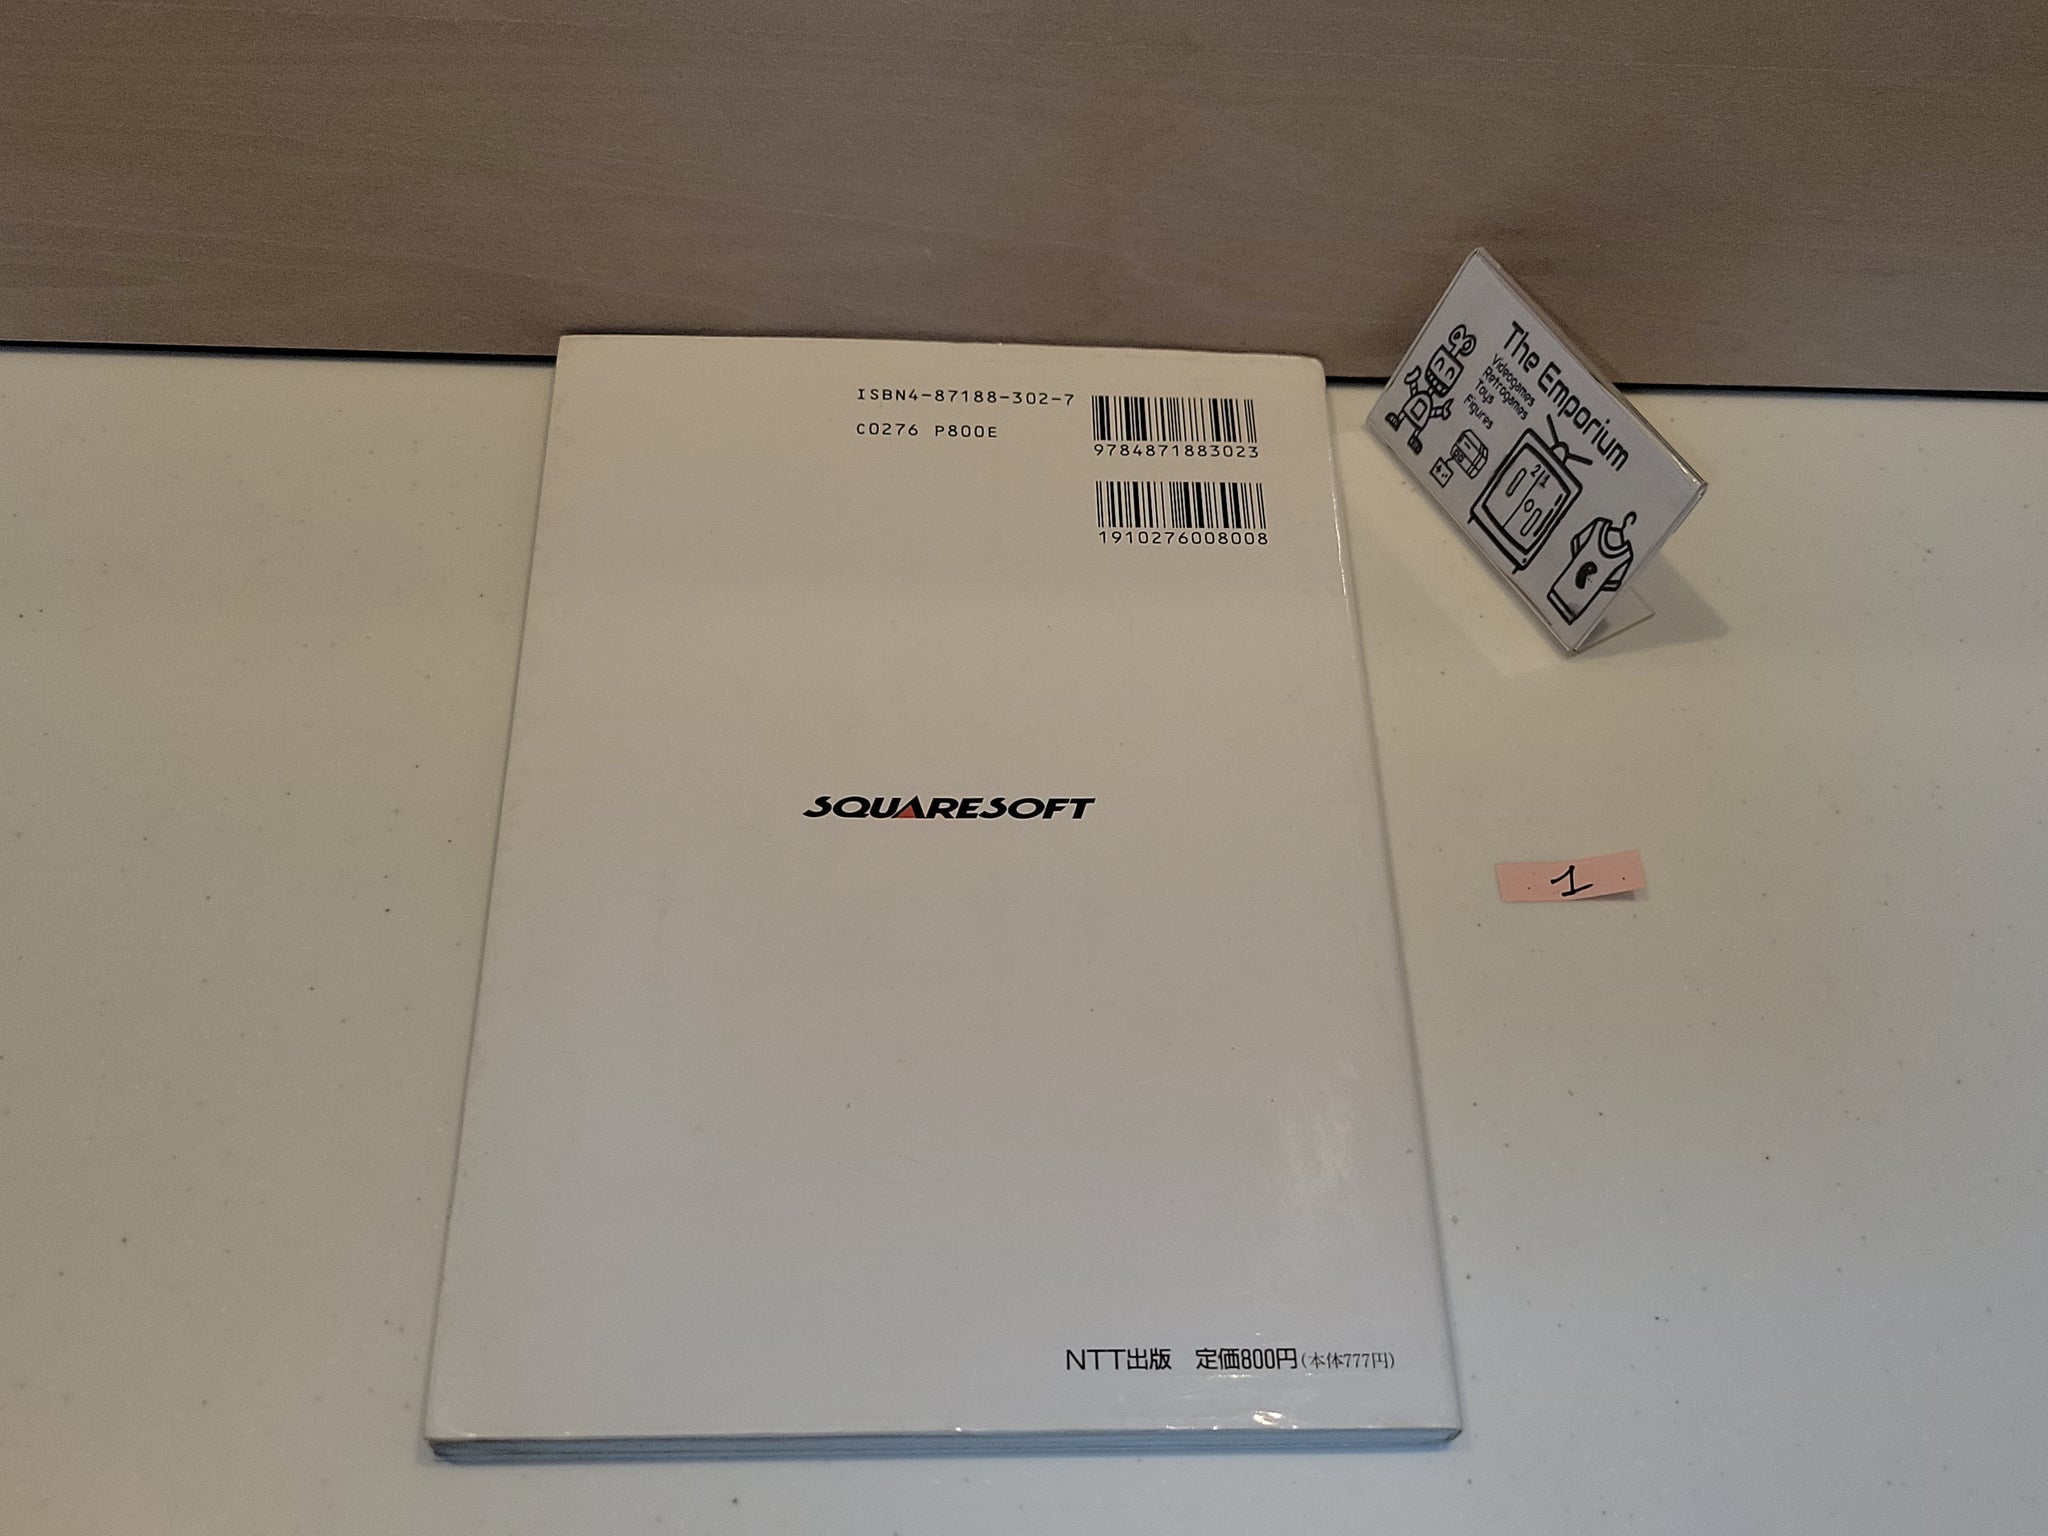 ISBN4-87188-302-7
C0276 P800E
9784871883023
1910276008008
SQUARESOFT
NTT出版 定価800円(本体777円)
The Emporium
Videogames
Retrogames
Toys
Figures
211
1